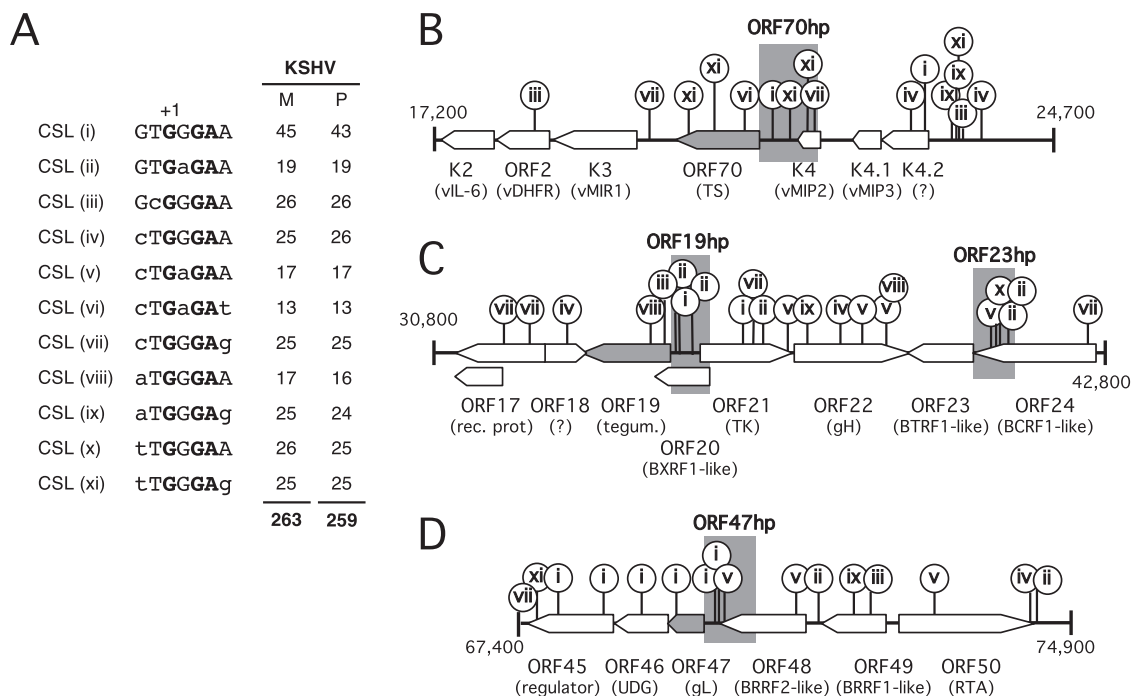 A
KSHV
+1 M P
CSL (i) GTGGGAA 45 43
CSL (ii) GTGaGAA 19 19
CSL (iii) GcGGGAA 26 26
CSL (iv) cTGGGAA 25 26
CSL (v) cTGaGAA 17 17
CSL (vi) cTGaGAt 13 13
CSL (vii) cTGGGAg 25 25
CSL (viii) aTGGGAA 17 16
CSL (ix) aTGGGAg 25 24
CSL (x) tTGGGAA 26 25
CSL (xi) tTGGGAg 25 25
263 259
B
ORF70hp
xi
xi xi i ix
iii vii xi vi i xi vii iv ix iii iv
17,200 24,700
K2 ORF2 K3 ORF70 K4 K4.1 K4.2
(vIL-6) (vDHFR) (vMIR1) (TS) (vMIP2) (vMIP3) (?)
C
ORF19hp ORF23hp
ii
iii ii vii viii x ii
vii vii iv viii i i ii v ix iv v v v ii vii
30,800 42,800
ORF17 ORF18 ORF19 ORF21 ORF22 ORF23 ORF24
(rec. prot) (?) (tegum.) (TK) (gH) (BTRF1-like) (BCRF1-like)
ORF20
(BXRF1-like)
D
ORF47hp
i
xi i i i i i v v ii ix iii v iv ii
vii
67,400 74,900
ORF45 ORF46 ORF47 ORF48 ORF49 ORF50
(regulator) (UDG) (gL) (BRRF2-like) (BRRF1-like) (RTA)